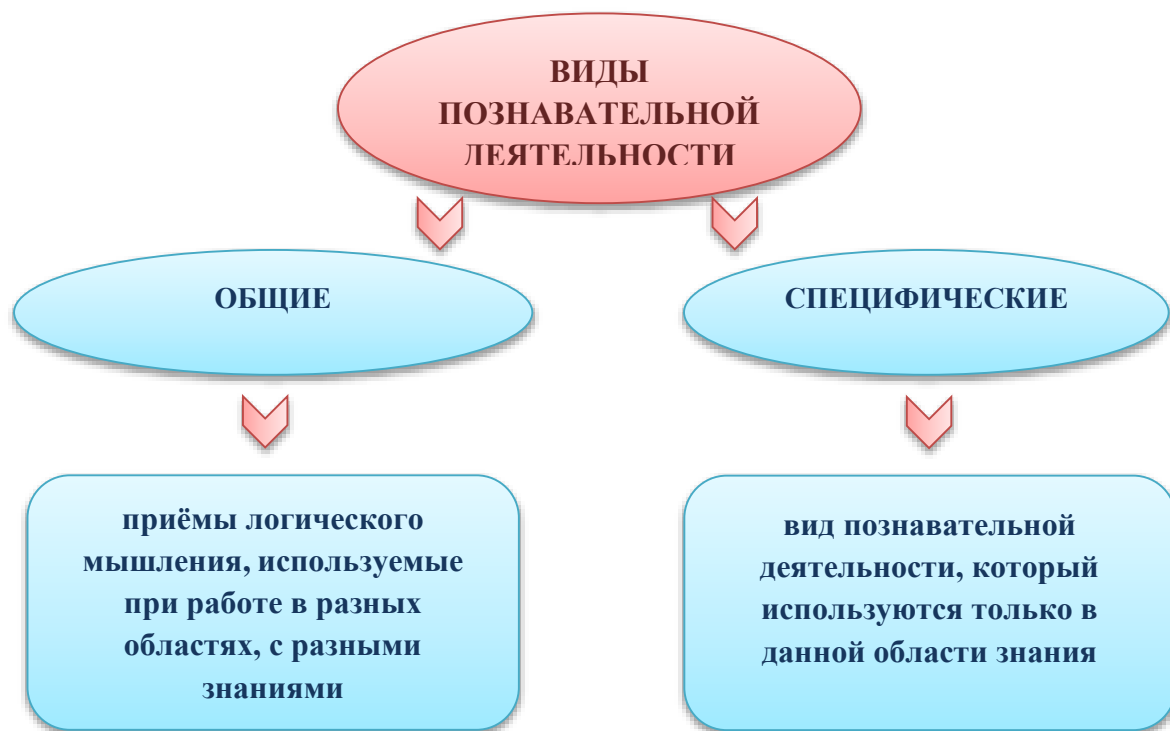 ВИДЫ
ПОЗНАВАТЕЛЬНОЙ
ДЕЯТЕЛЬНОСТИ
ОБЩИЕ
СПЕЦИФИЧЕСКИЕ
приёмы логического
мышления, используемые
при работе в разных
областях, с разными
знаниями
вид познавательной
деятельности, который
используются только в
данной области знания